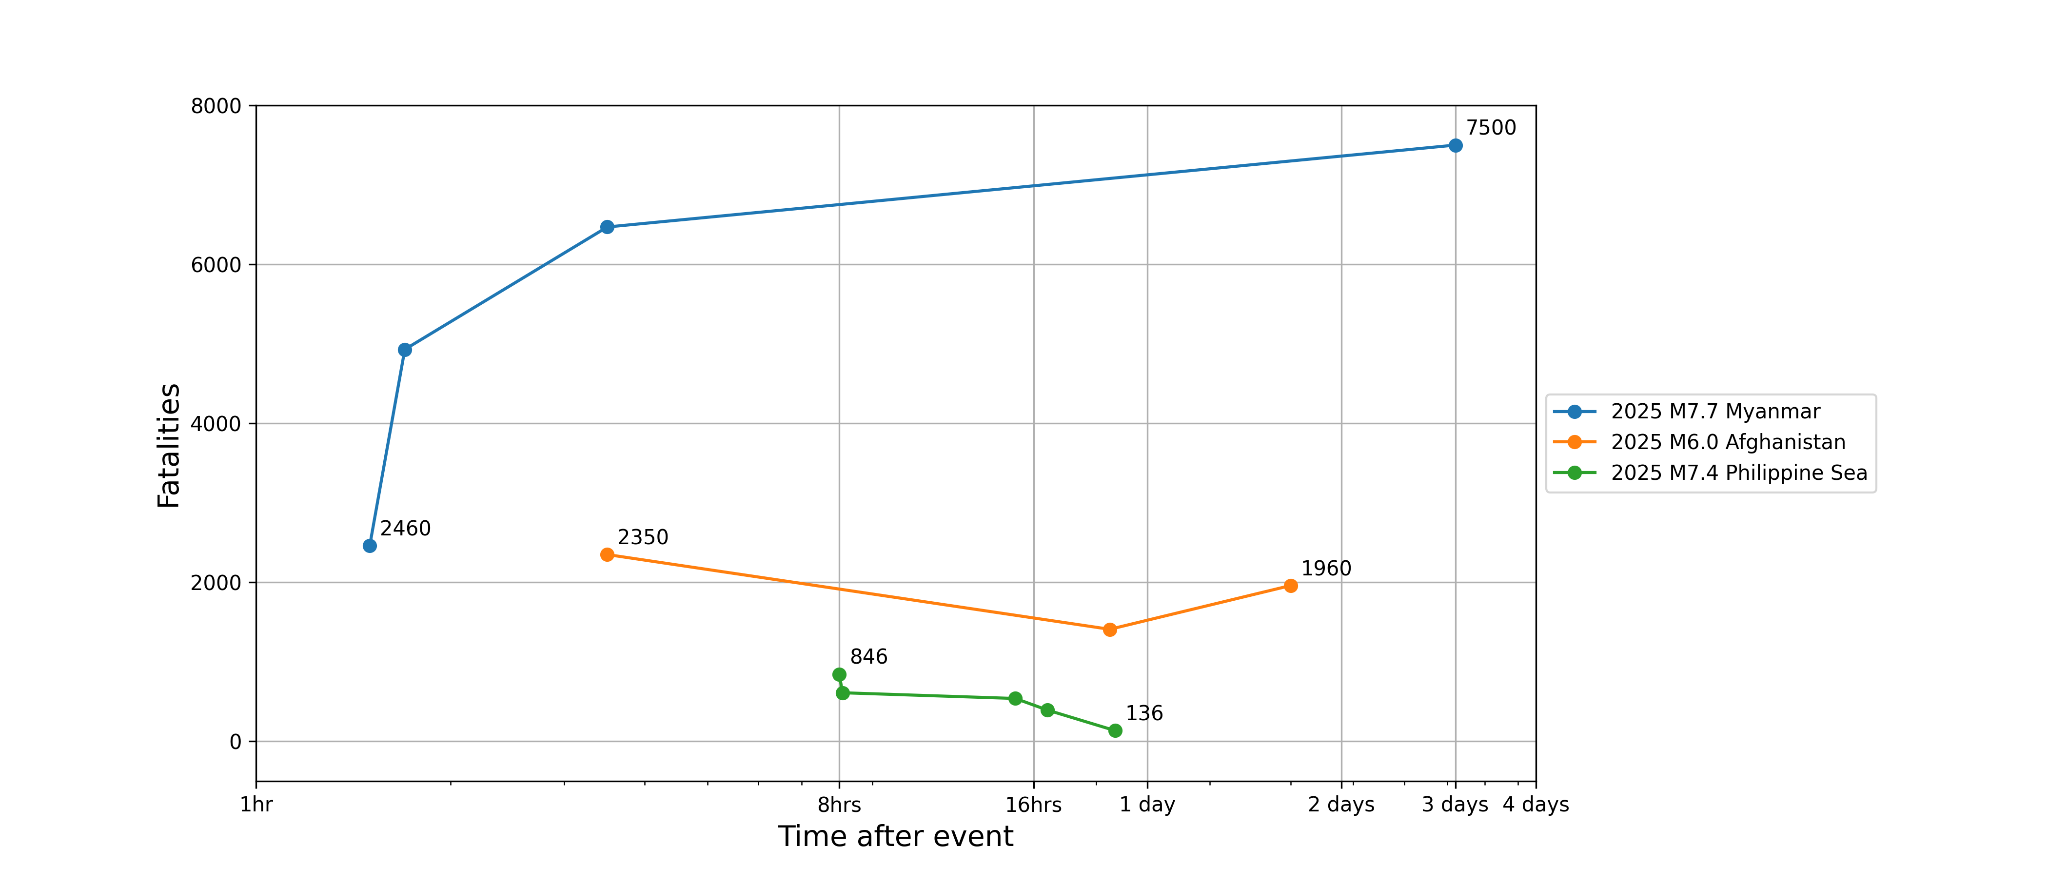 8000
6000
4000
2000
0
Fatalities
7500
2460
2350
1960
846
136
1hr
8hrs
16hrs
1 day
2 days
3 days
4 days
Time after event
2025 M7.7 Myanmar
2025 M6.0 Afghanistan
2025 M7.4 Philippine Sea